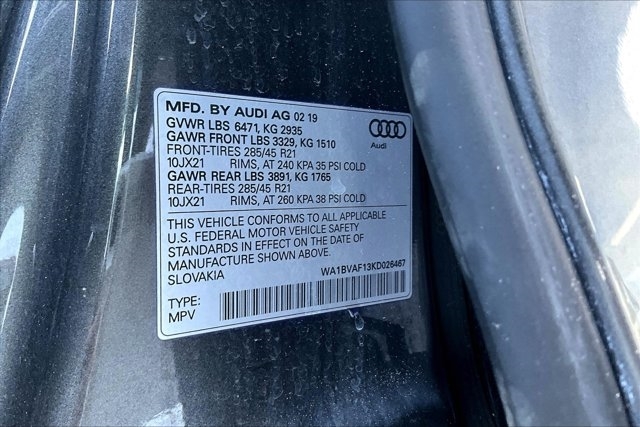 MFD. BY AUDI AG 02 19
GVWR LBS 6471, KG 2935
GAWR FRONT LBS 3329, KG 1510
FRONT-TIRES 285/45 R21
10JX21 RIMS, AT 240 KPA 35 PSI COLD
GAWR REAR LBS 3891, KG 1765
REAR-TIRES 285/45 R21
10JX21 RIMS, AT 260 KPA 38 PSI COLD
Audi
THIS VEHICLE CONFORMS TO ALL APPLICABLE
U.S. FEDERAL MOTOR VEHICLE SAFETY
STANDARDS IN EFFECT ON THE DATE OF
MANUFACTURE SHOWN ABOVE.
SLOVAKIA WA1BVAF13KD026467
TYPE:
MPV